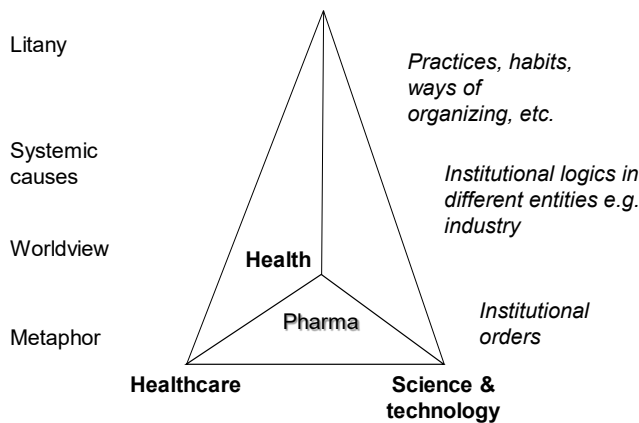 Litany
Practices, habits,
ways of
organizing, etc.
Systemic
causes
Institutional logics in
different entities e.g.
industry
Worldview
Health
Institutional
orders
Pharma
Metaphor
Healthcare
Science &
technology